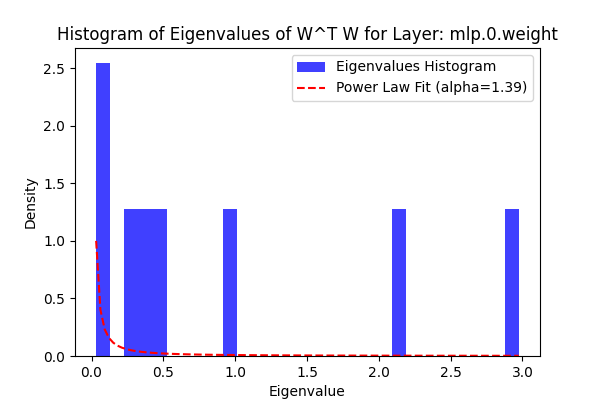 Histogram of Eigenvalues of W^T W for Layer: mlp.0.weight
Eigenvalues Histogram
Power Law Fit (alpha=1.39)
Density
2.5
2.0
1.5
1.0
0.5
0.0
0.0 0.5 1.0 1.5 2.0 2.5 3.0
Eigenvalue